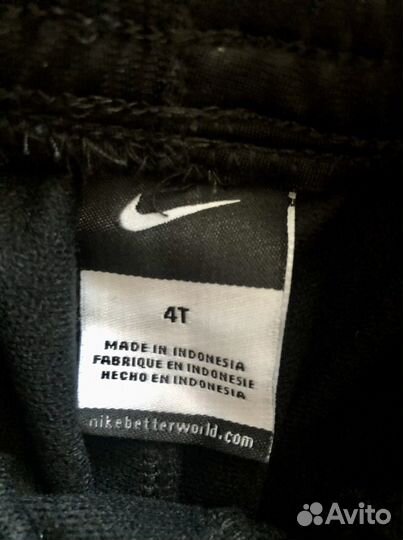 4T
MADE IN INDONESIA
FABRIQUE EN INDONESIE
HECHO EN INDONESIA
nikebetterworld.com
Avito